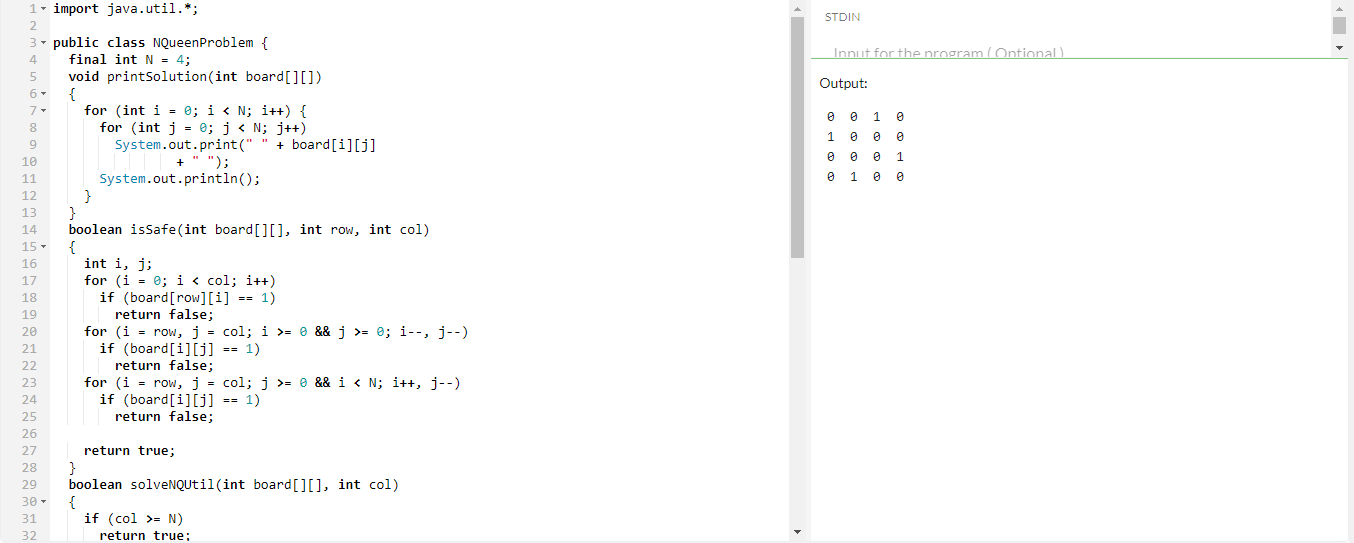 1 import java.util.*;
2
3 public class NQueenProblem {
4   final int N = 4;
5   void printSolution(int board[][])
6   {
7     for (int i = 0; i < N; i++) {
8       for (int j = 0; j < N; j++)
9         System.out.print(" " + board[i][j]
10                 + " ");
11       System.out.println();
12     }
13   }
14   boolean isSafe(int board[][], int row, int col)
15   {
16     int i, j;
17     for (i = 0; i < col; i++)
18       if (board[row][i] == 1)
19         return false;
20     for (i = row, j = col; i >= 0 && j >= 0; i--, j--)
21       if (board[i][j] == 1)
22         return false;
23     for (i = row, j = col; j >= 0 && i < N; i++, j--)
24       if (board[i][j] == 1)
25         return false;
26
27     return true;
28   }
29   boolean solveNQUtil(int board[][], int col)
30   {
31     if (col >= N)
32       return true;
STDIN
Input for the program ( Optional )
Output:
0 0 1 0
1 0 0 0
0 0 0 1
0 1 0 0